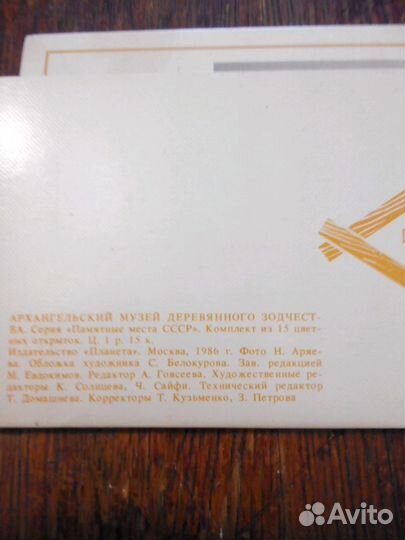 АРХАНГЕЛЬСКИЙ МУЗЕЙ ДЕРЕВЯННОГО ЗОДЧЕСТ-
ВА. Серия «Памятные места СССР». Комплект из 15 цвет-
ных открыток. Ц. 1 р. 15 к.
Издательство «Планета». Москва, 1986 г. Фото Н. Аряе-
ва. Обложка художника С. Белокурова. Зав. редакцией
М. Евдокимов. Редактор А. Говсеева. Художественные ре-
дакторы К. Солнцева, Ч. Сайфи. Технический редактор
Т. Домашнева. Корректоры Т. Кузьменко, З. Петрова
Avito